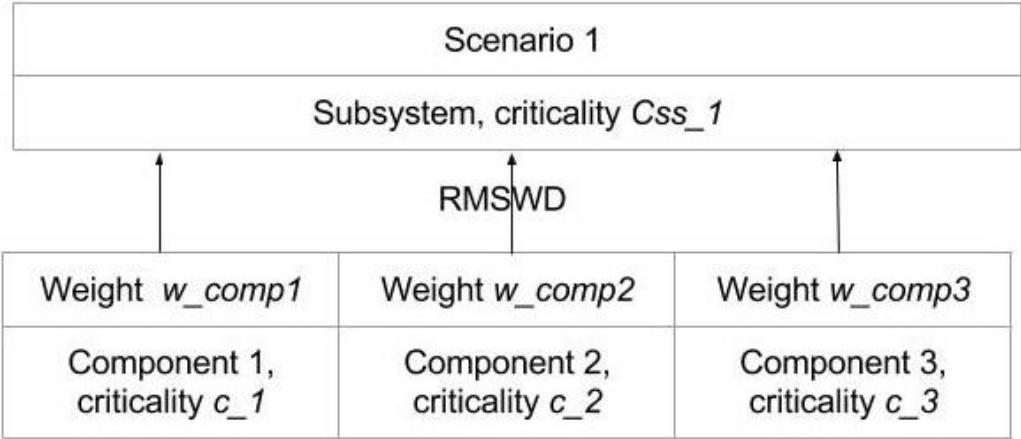 Scenario 1
Subsystem, criticality Css_1
RMSWD
Weight w_comp1
Weight w_comp2
Weight w_comp3
Component 1,
criticality c_1
Component 2,
criticality c_2
Component 3,
criticality c_3